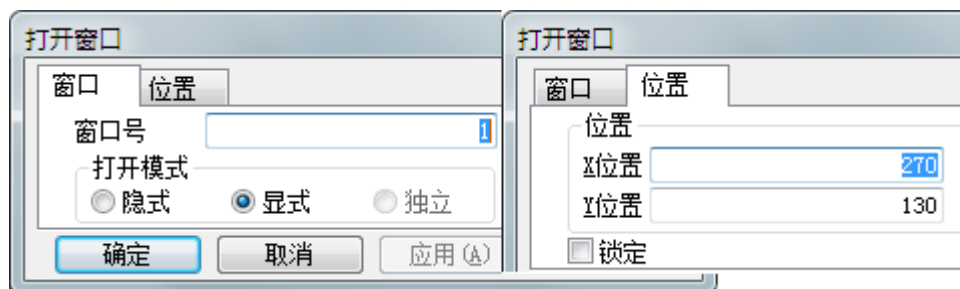 打开窗口
窗口 位置
窗口号 1
打开模式
隐式 显式 独立
确定 取消 应用(A)
打开窗口
窗口 位置
位置
X位置 270
Y位置 130
锁定